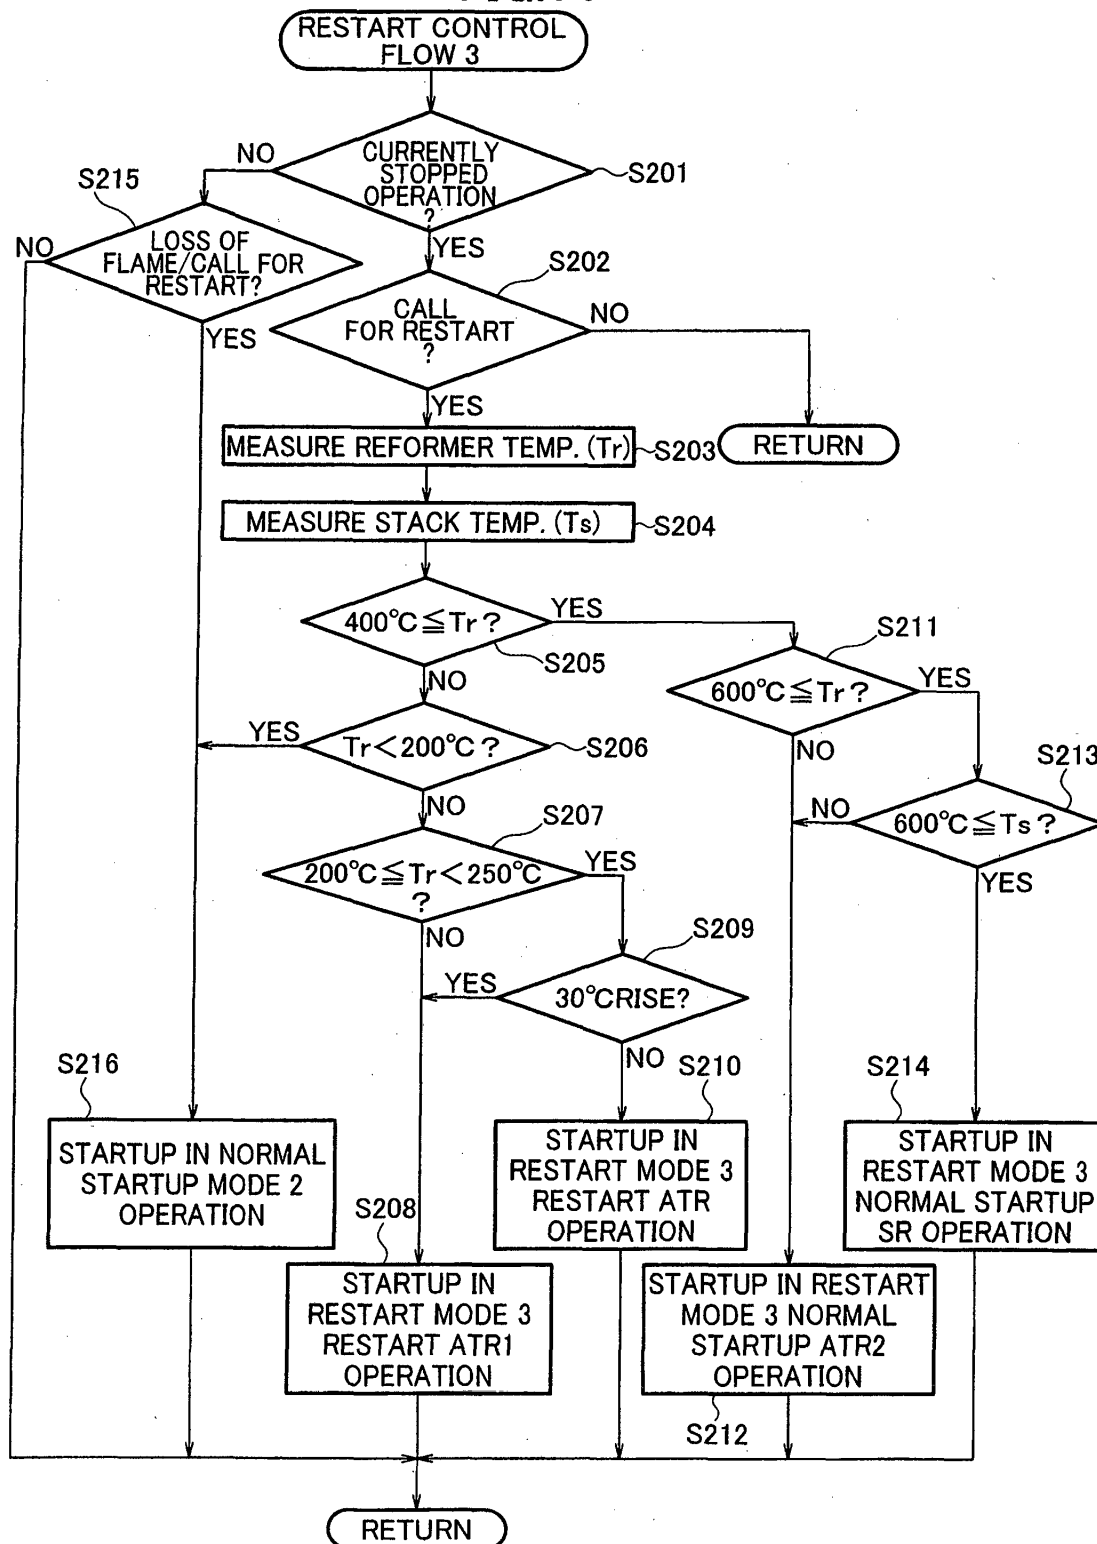 RESTART CONTROL
FLOW 3
NO
CURRENTLY
STOPPED
OPERATION
?
S201
S215
YES
NO
LOSS OF
FLAME/CALL FOR
RESTART?
S202
CALL
FOR RESTART
?
NO
YES
YES
MEASURE REFORMER TEMP. (Tr)
S203
RETURN
MEASURE STACK TEMP. (Ts)
S204
400°C≦Tr?
YES
S205
S211
NO
600°C≦Tr?
YES
YES
Tr<200°C?
S206
NO
S213
NO
S207
NO
600°C≦Ts?
200°C≦Tr<250°C
?
YES
YES
NO
S209
YES
30°CRISE?
NO
S216
S210
S214
STARTUP IN NORMAL
STARTUP MODE 2
OPERATION
STARTUP IN
RESTART MODE 3
RESTART ATR
OPERATION
STARTUP IN
RESTART MODE 3
NORMAL STARTUP
SR OPERATION
S208
STARTUP IN
RESTART MODE 3
RESTART ATR1
OPERATION
STARTUP IN RESTART
MODE 3 NORMAL
STARTUP ATR2
OPERATION
S212
RETURN